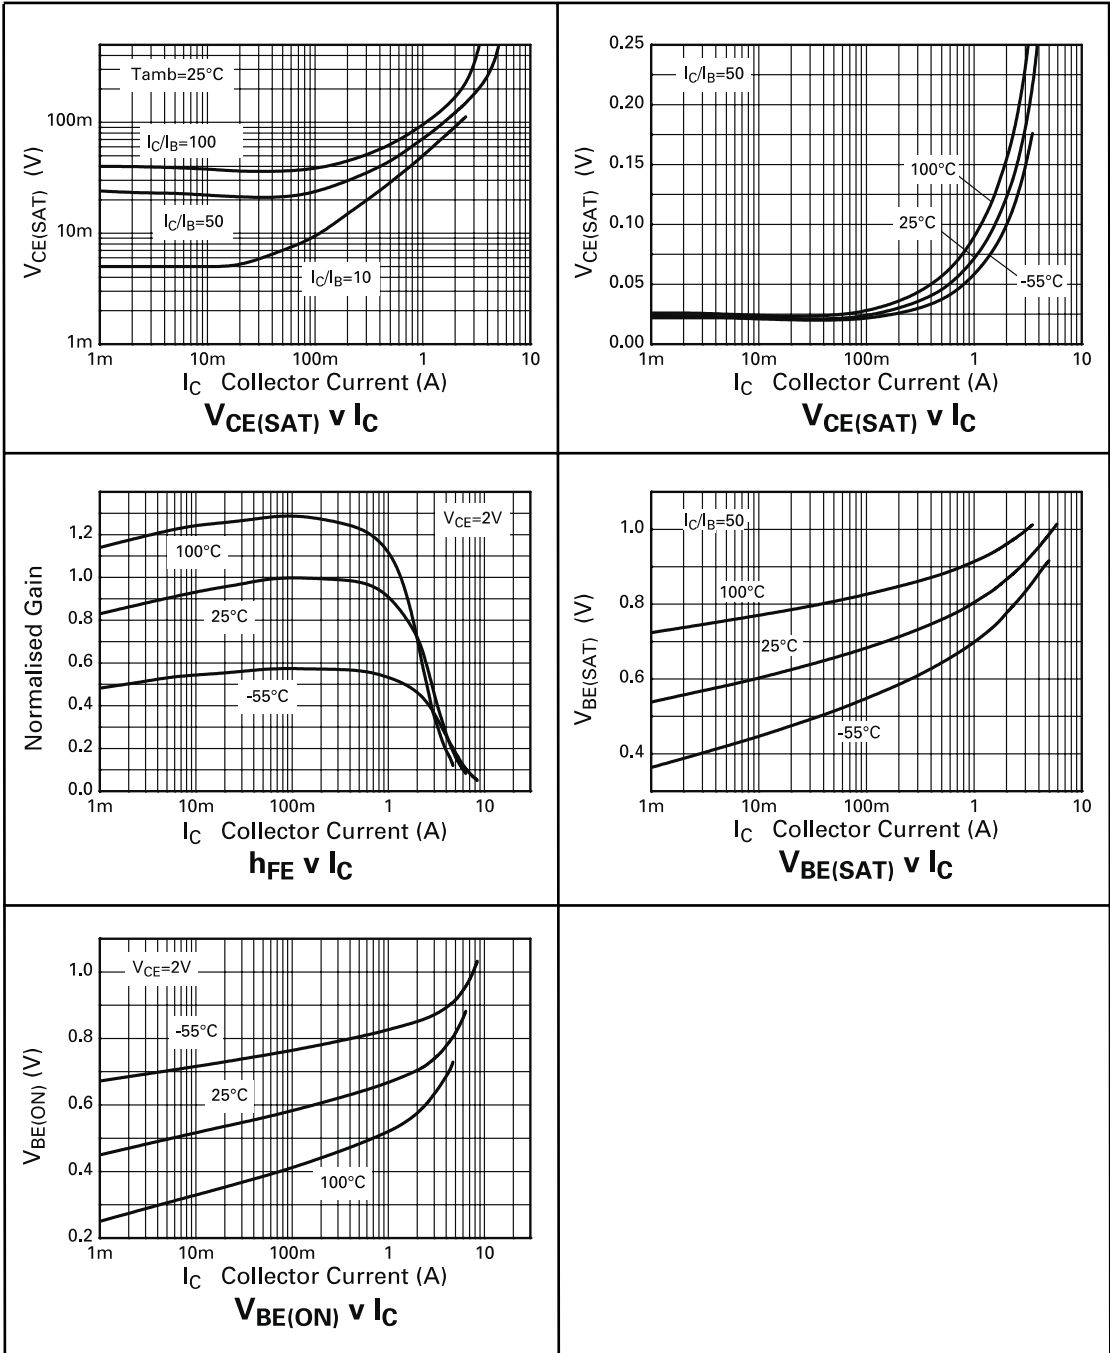 Tamb=25°C
IC/IB=100
IC/IB=50
IC/IB=10
100m
10m
1m
VCE(SAT) (V)
1m 10m 100m 1 10
IC Collector Current (A)
VCE(SAT) v IC
IC/IB=50
100°C
25°C
-55°C
0.25
0.20
0.15
0.10
0.05
0.00
VCE(SAT) (V)
1m 10m 100m 1 10
IC Collector Current (A)
VCE(SAT) v IC
VCE=2V
100°C
25°C
-55°C
1.2
1.0
0.8
0.6
0.4
0.2
0.0
Normalised Gain
1m 10m 100m 1 10
IC Collector Current (A)
hFE v IC
IC/IB=50
100°C
25°C
-55°C
1.0
0.8
0.6
0.4
VBE(SAT) (V)
1m 10m 100m 1 10
IC Collector Current (A)
VBE(SAT) v IC
VCE=2V
-55°C
25°C
100°C
1.0
0.8
0.6
0.4
0.2
VBE(ON) (V)
1m 10m 100m 1 10
IC Collector Current (A)
VBE(ON) v IC